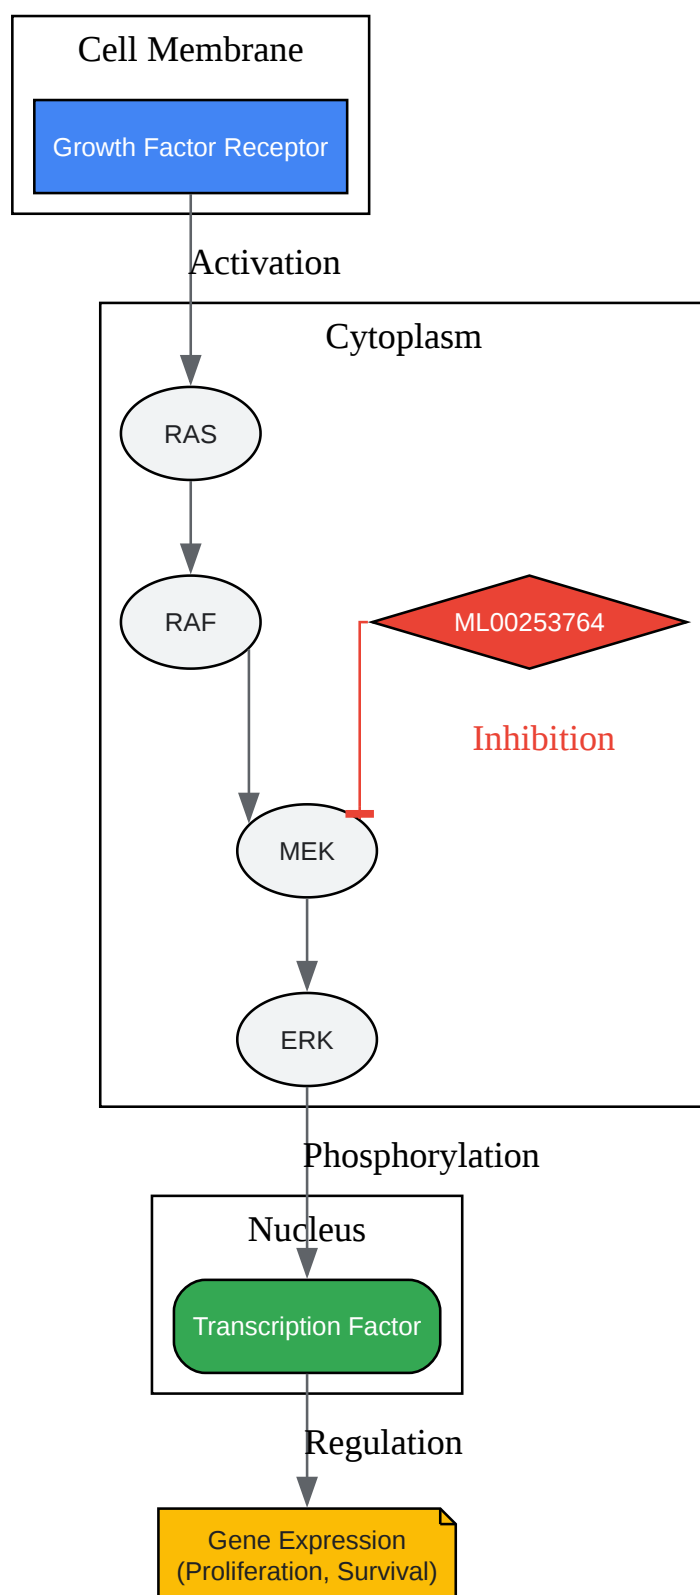 Cell Membrane
Growth Factor Receptor
Activation
Cytoplasm
RAS
RAF
ML00253764
Inhibition
MEK
ERK
Phosphorylation
Nucleus
Transcription Factor
Regulation
Gene Expression
(Proliferation, Survival)